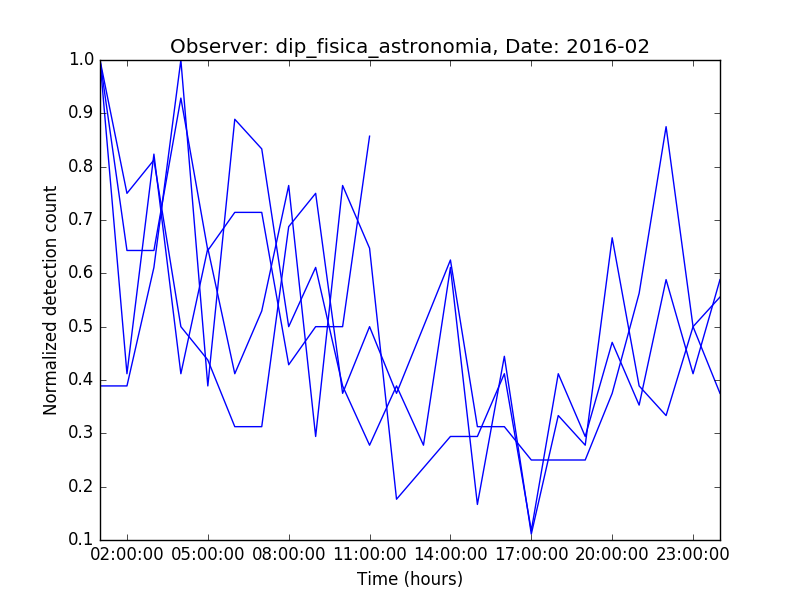 Observer: dip_fisica_astronomia, Date: 2016-02
1.0
0.9
0.8
0.7
0.6
0.5
0.4
0.3
0.2
0.1
Normalized detection count
02:00:00 05:00:00 08:00:00 11:00:00 14:00:00 17:00:00 20:00:00 23:00:00
Time (hours)